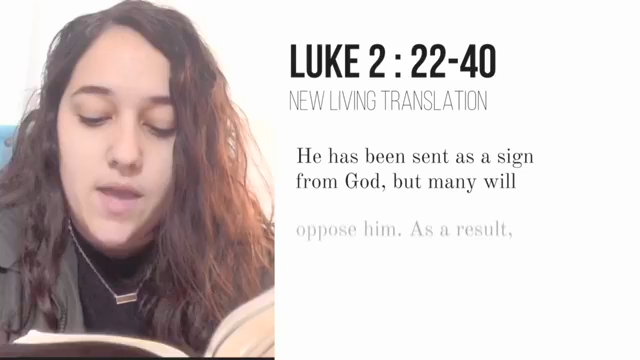 LUKE 2 : 22-40
NEW LIVING TRANSLATION
He has been sent as a sign
from God, but many will
oppose him. As a result,